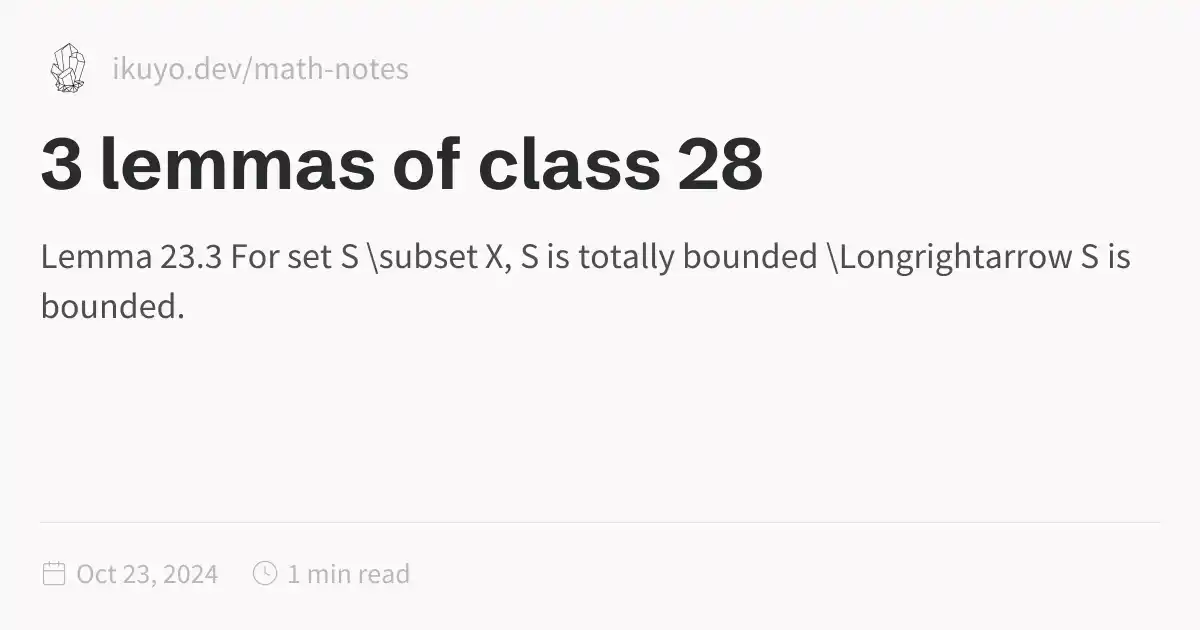 ikuyo.dev/math-notes
3 lemmas of class 28
Lemma 23.3 For set S \subset X, S is totally bounded \Longrightarrow S is
bounded.
Oct 23, 2024 1 min read